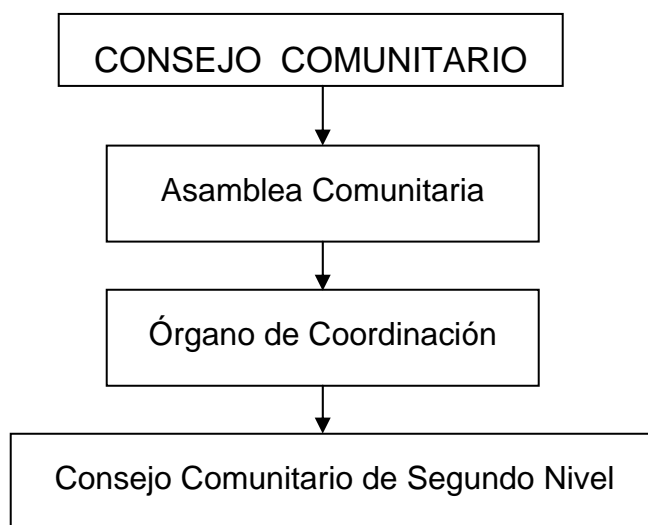 CONSEJO COMUNITARIO
Asamblea Comunitaria
Órgano de Coordinación
Consejo Comunitario de Segundo Nivel